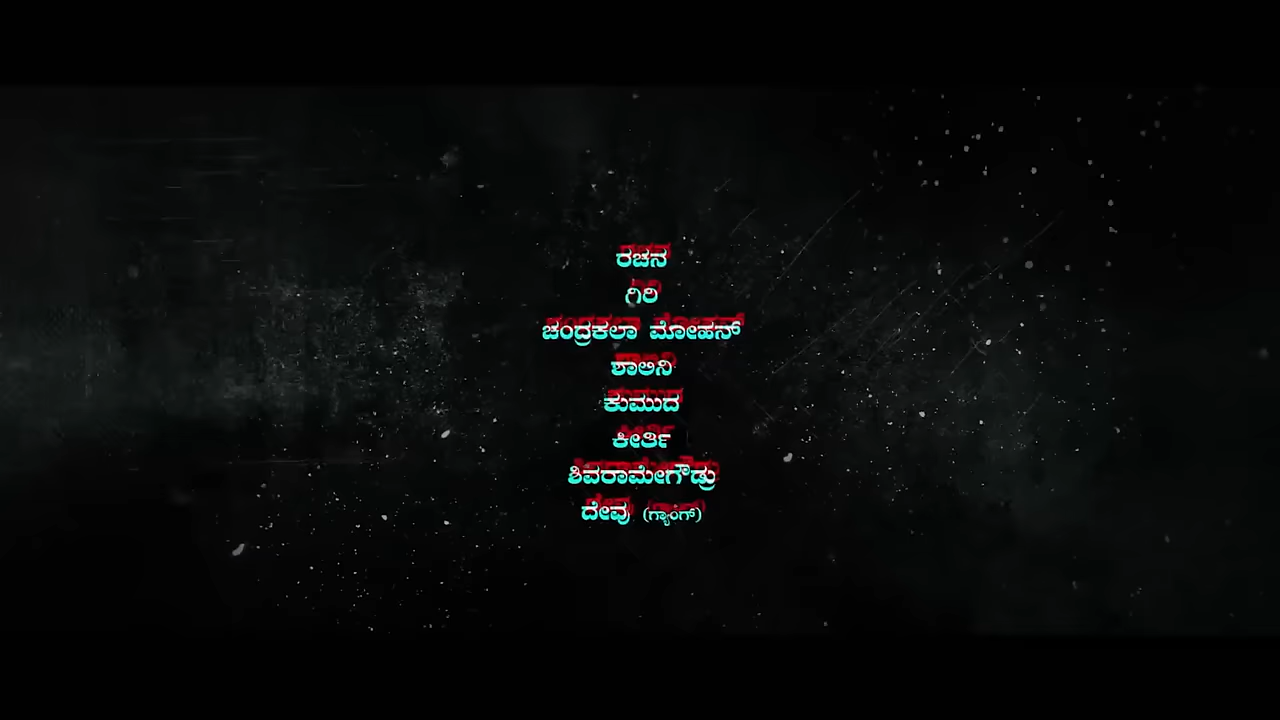 ರಚನ
ಗಿರಿ
ಚಂದ್ರಕಲಾ ಮೋಹನ್
ಶಾಲಿನಿ
ಕುಮುದ
ಕೀರ್ತಿ
ಶಿವರಾಮೇಗೌಡ್ರು
ದೇವು (ಗ್ಯಾಂಗ್)